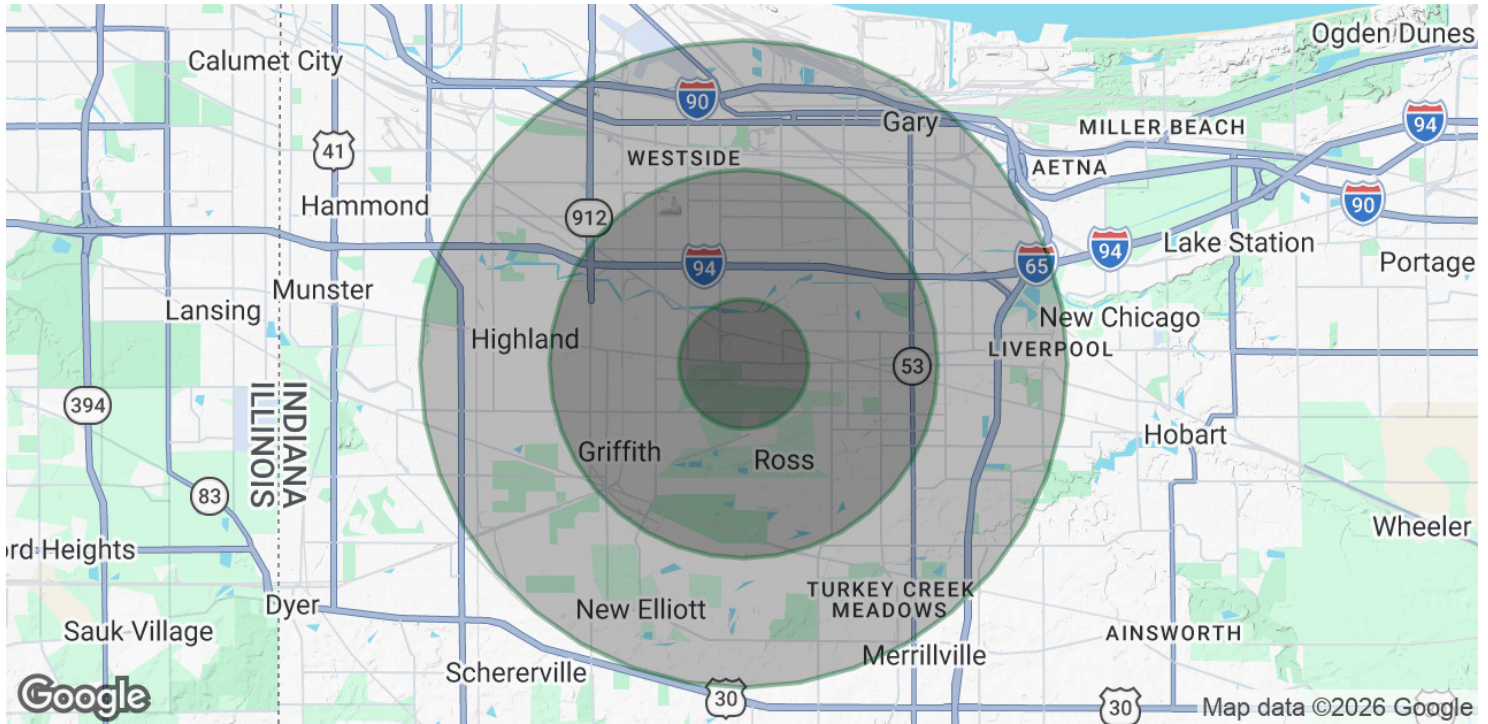 Ogden Dunes
Calumet City
90
94
Gary
MILLER BEACH
41
WESTSIDE
AETNA
Hammond
90
912
Lake Station
94
94
65
Portage
Munster
Lansing
New Chicago
Highland
LIVERPOOL
53
394
INDIANA
ILLINOIS
Hobart
Griffith
Ross
83
Wheeler
ord Heights
TURKEY CREEK
MEADOWS
Dyer
New Elliott
Sauk Village
AINSWORTH
Merrillville
Schererville
Google
30
30
Map data ©2026 Google